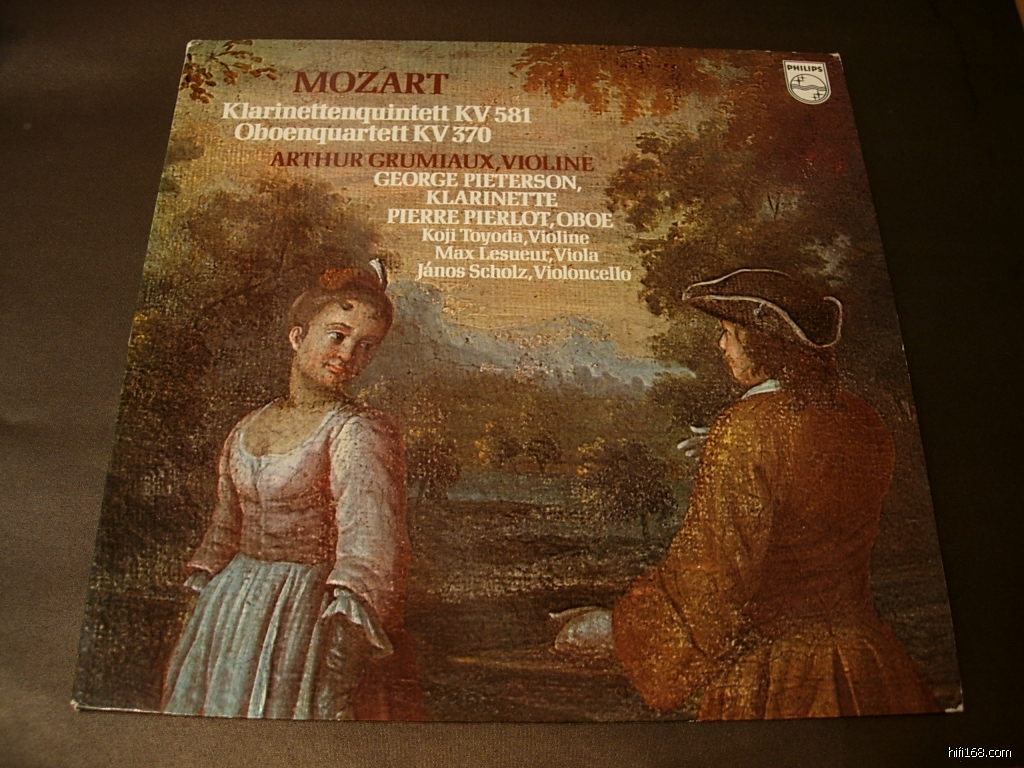 MOZART
PHILIPS
Klarinettenquintett KV 581
Oboenquartett KV 370
ARTHUR GRUMIAUX, VIOLINE
GEORGE PIETERSON,
KLARINETTE
PIERRE PIERLOT, OBOE
Koji Toyoda, Violine
Max Lesueur, Viola
János Scholz, Violoncello
hifi168.com